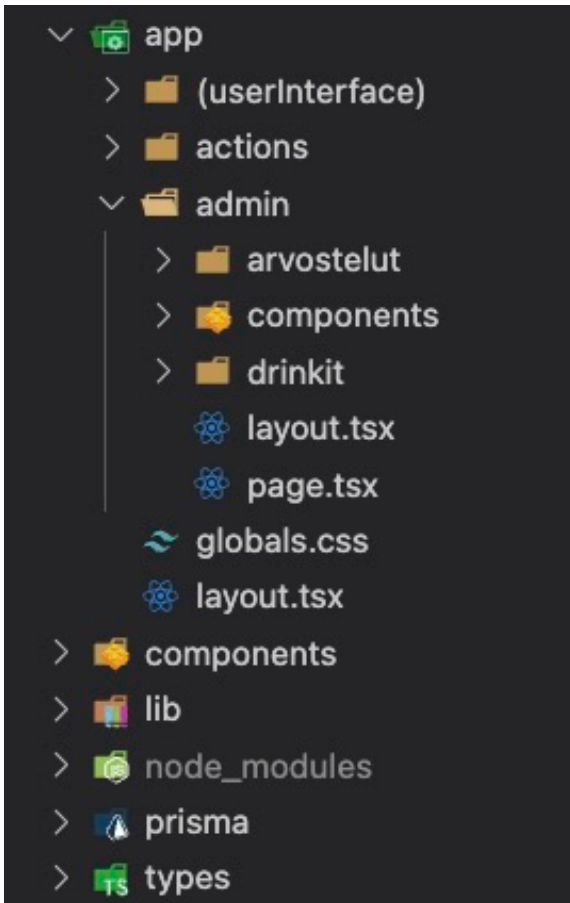 app
(userInterface)
actions
admin
arvostelut
components
drinkit
layout.tsx
page.tsx
globals.css
layout.tsx
components
lib
node_modules
prisma
TS types